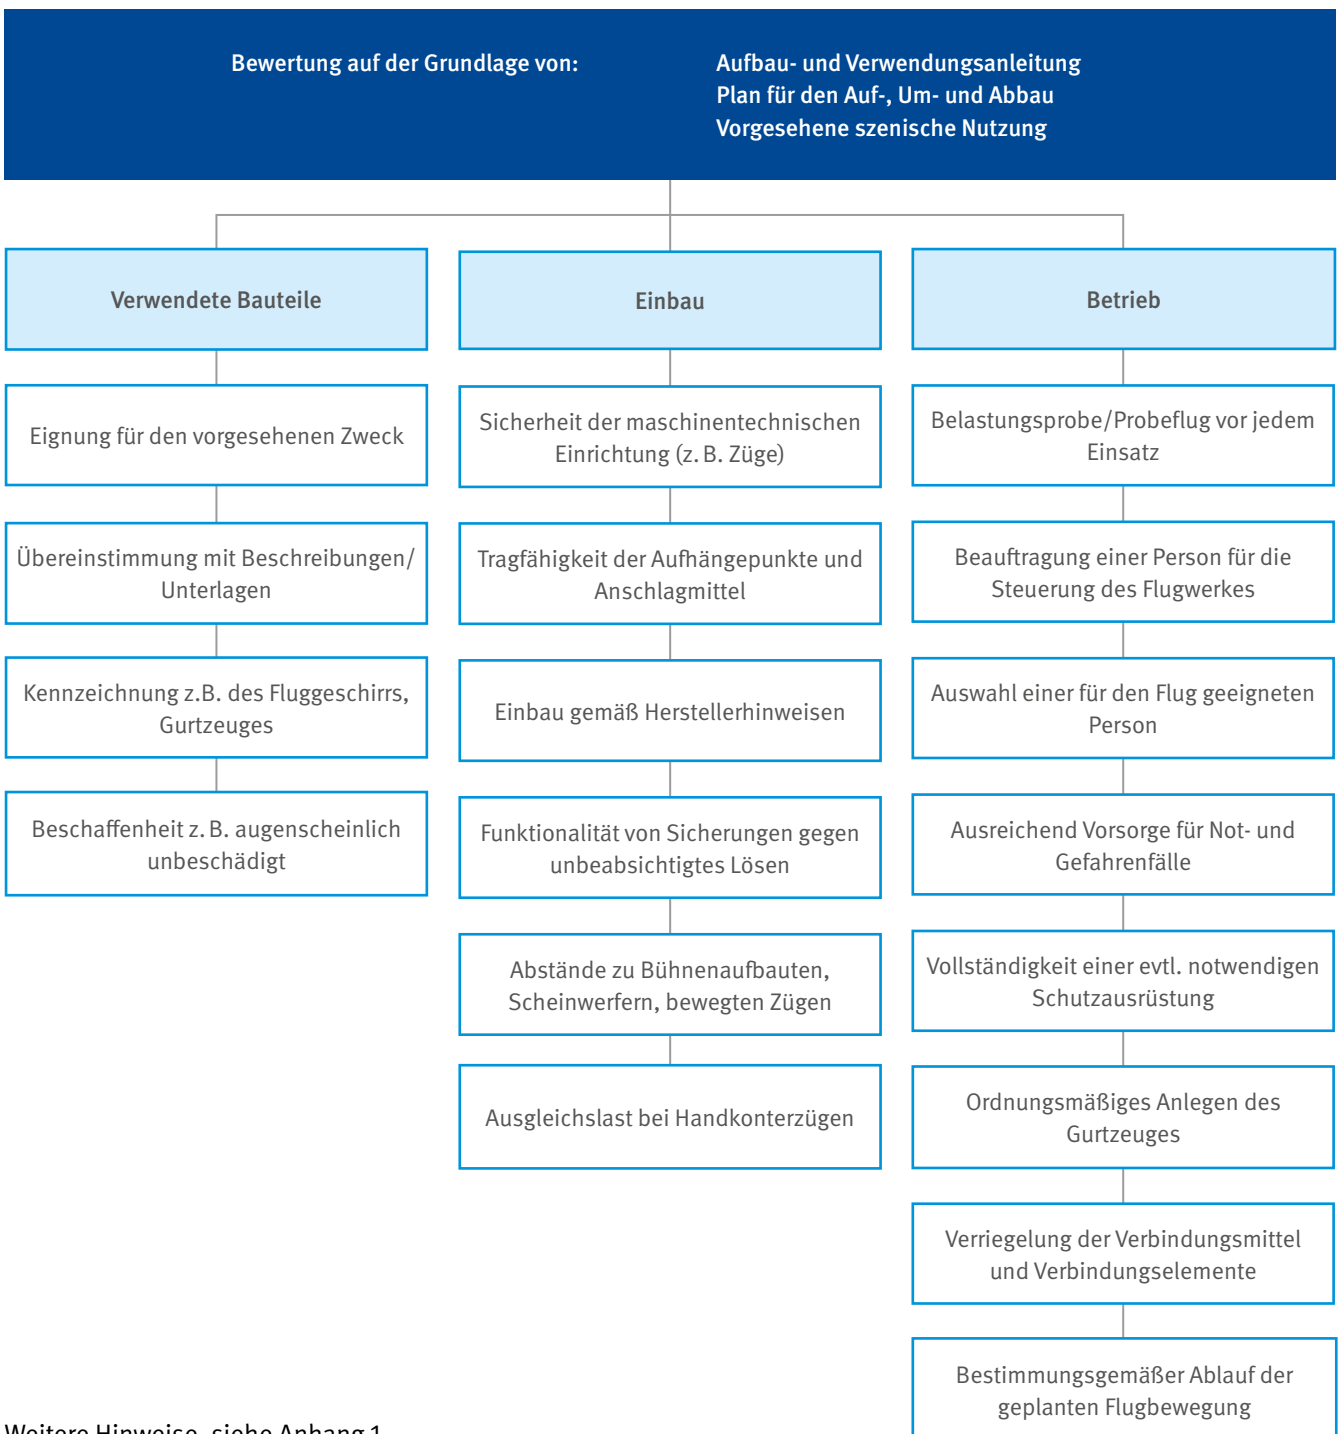 Bewertung auf der Grundlage von:
Aufbau- und Verwendungsanleitung
Plan für den Auf-, Um- und Abbau
Vorgesehene szenische Nutzung
Verwendete Bauteile
Eignung für den vorgesehenen Zweck
Übereinstimmung mit Beschreibungen/
Unterlagen
Kennzeichnung z.B. des Fluggeschirrs,
Gurtzeuges
Beschaffenheit z. B. augenscheinlich
unbeschädigt
Einbau
Sicherheit der maschinentechnischen
Einrichtung (z. B. Züge)
Tragfähigkeit der Aufhängepunkte und
Anschlagmittel
Einbau gemäß Herstellerhinweisen
Funktionalität von Sicherungen gegen
unbeabsichtigtes Lösen
Abstände zu Bühnenaufbauten,
Scheinwerfern, bewegten Zügen
Ausgleichslast bei Handkonterzügen
Betrieb
Belastungsprobe/Probeflug vor jedem
Einsatz
Beauftragung einer Person für die
Steuerung des Flugwerkes
Auswahl einer für den Flug geeigneten
Person
Ausreichend Vorsorge für Not- und
Gefahrenfälle
Vollständigkeit einer evtl. notwendigen
Schutzausrüstung
Ordnungsmäßiges Anlegen des
Gurtzeuges
Verriegelung der Verbindungsmittel
und Verbindungselemente
Bestimmungsgemäßer Ablauf der
geplanten Flugbewegung
Weitere Hinweise, siehe Anhang 1